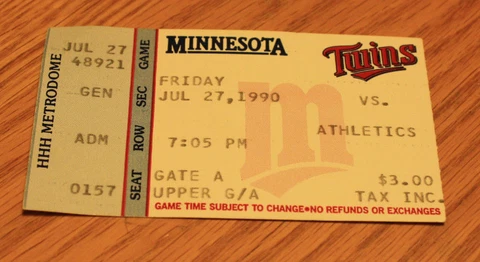 HHH METRODOME
JUL 27
48921
GEN
ADM
0157
GAME
SEC
ROW
SEAT
MINNESOTA
Twins
FRIDAY
JUL 27, 1990 VS.
ATHLETICS
7:05 PM
GATE A $3.00
UPPER G/A TAX INC.
GAME TIME SUBJECT TO CHANGE•NO REFUNDS OR EXCHANGES
m